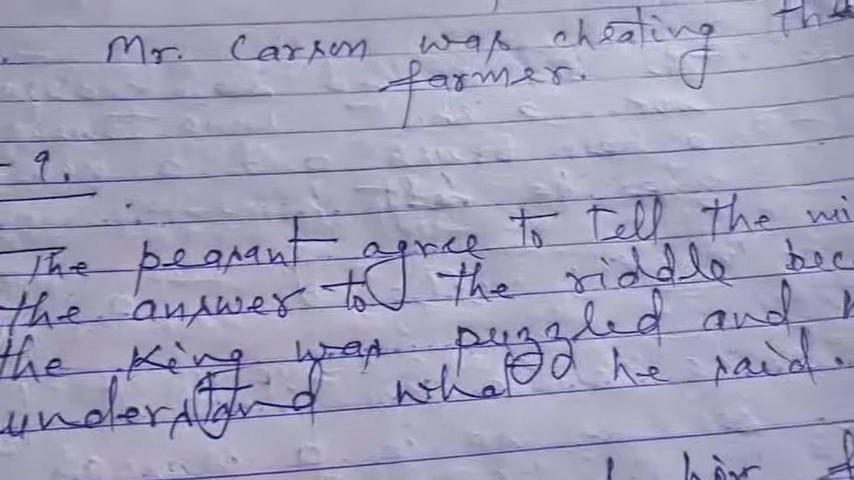 Mr. Carson was cheating the
farmer.
- 9.
The peasant agree to tell the
the answer to the riddle
the King was puzzled and
understand what he said.